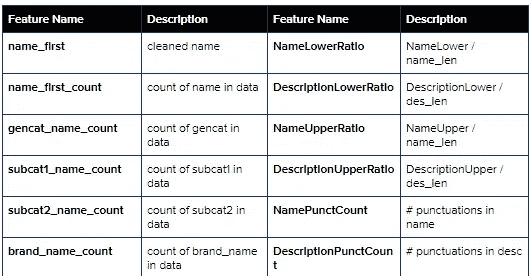 Feature Name Description Feature Name Description
name_first cleaned name NameLowerRatio NameLower /
name_len
name_first_count count of name in data DescriptionLowerRatio DescriptionLower /
des_len
gencat_name_count count of gencat in NameUpperRatio NameUpper /
data name_len
subcat1_name_count count of subcat1 in DescriptionUpperRatio DescriptionUpper /
data des_len
subcat2_name_count count of subcat2 in NamePunctCount # punctuations in
data name
brand_name_count count of brand_name DescriptionPunctCoun # punctuations in desc
in data t